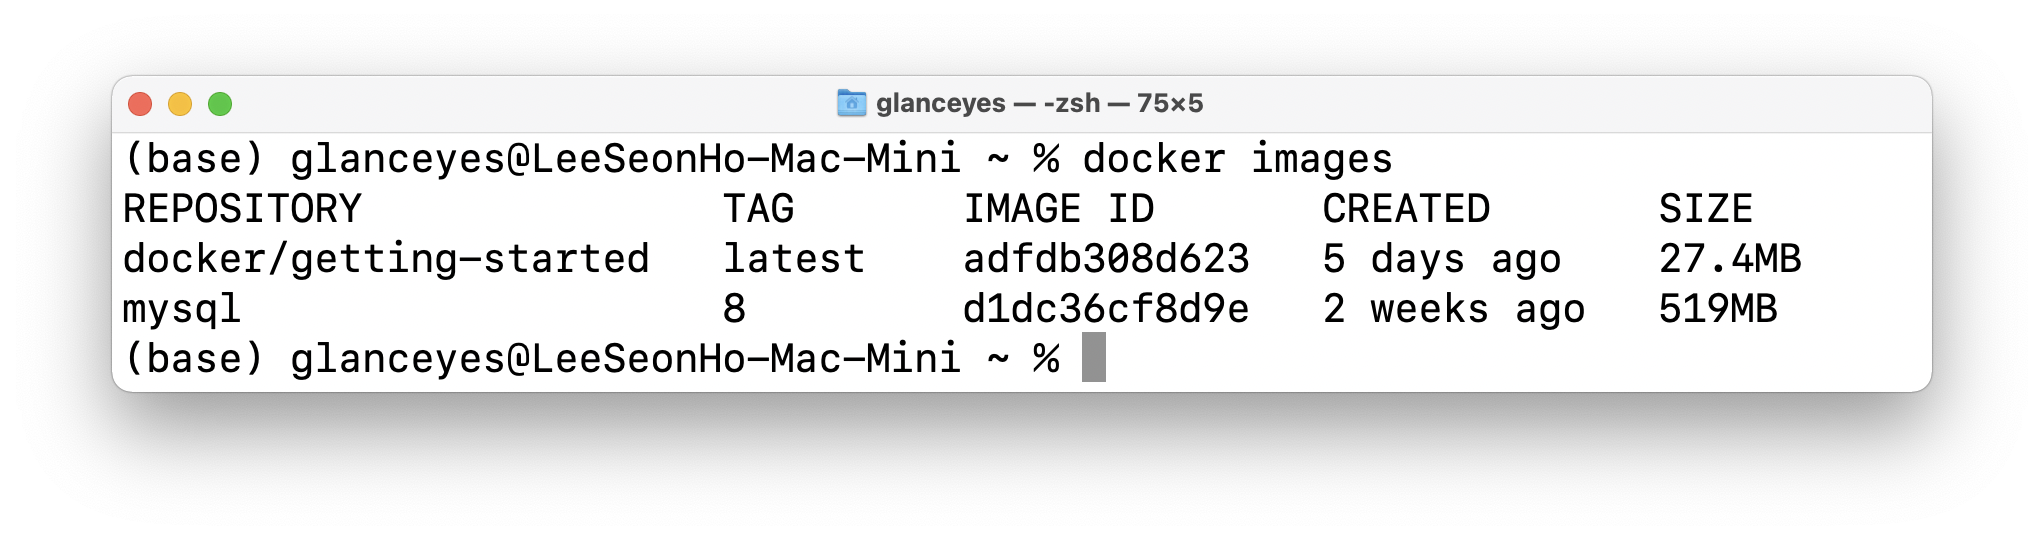 glanceyes — -zsh — 75×5
(base) glanceyes@LeeSeonHo-Mac-Mini ~ % docker images
REPOSITORY               TAG       IMAGE ID       CREATED       SIZE
docker/getting-started   latest    adfdb308d623   5 days ago    27.4MB
mysql                    8         d1dc36cf8d9e   2 weeks ago   519MB
(base) glanceyes@LeeSeonHo-Mac-Mini ~ %